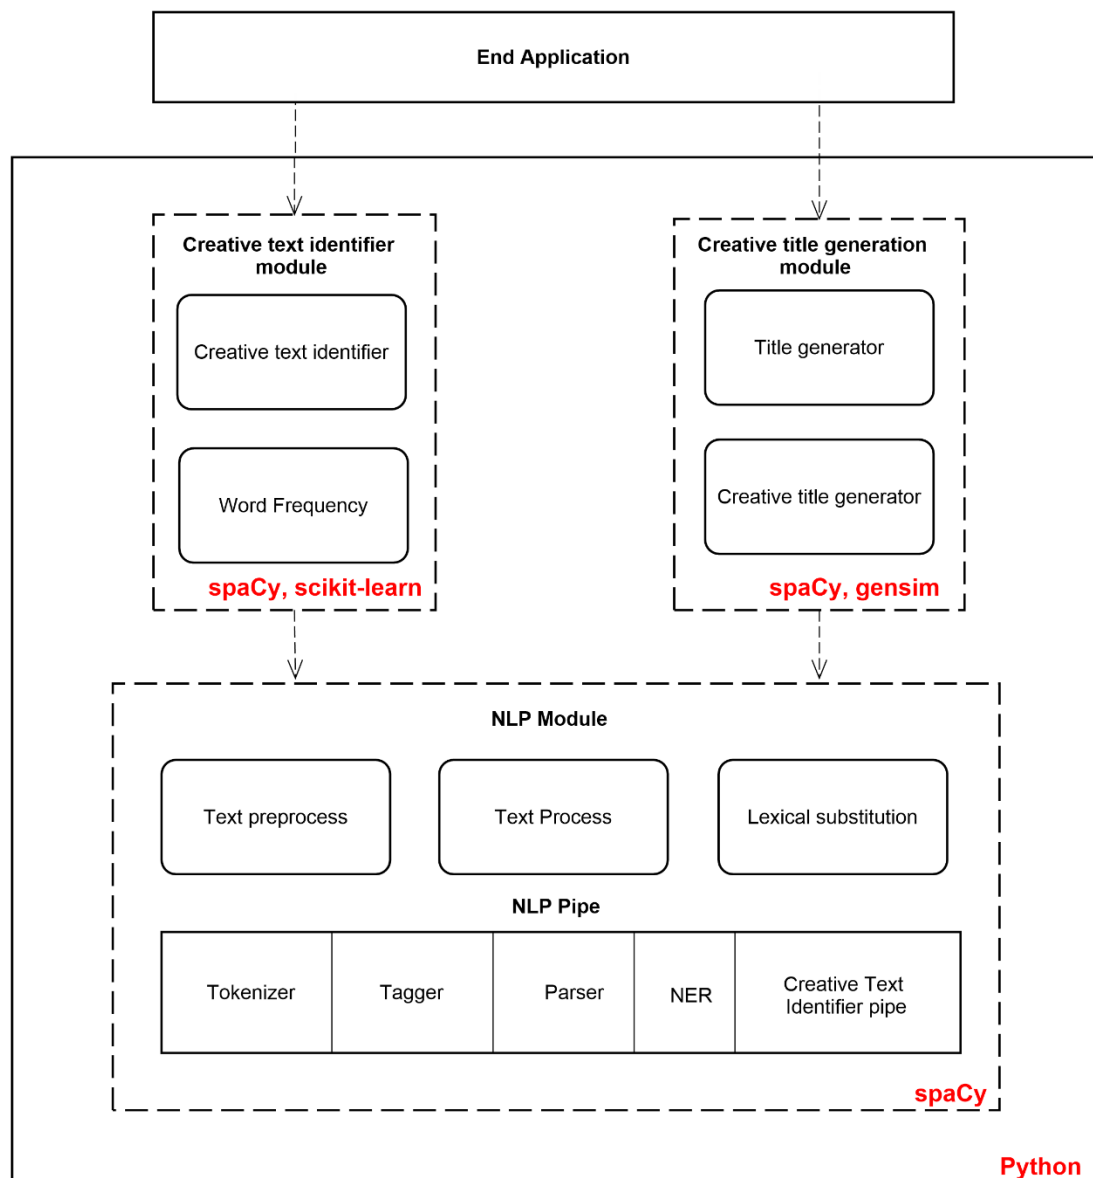 End Application
Creative text identifier
module
Creative text identifier
Word Frequency
spaCy, scikit-learn
Creative title generation
module
Title generator
Creative title generator
spaCy, gensim
NLP Module
Text preprocess
Text Process
Lexical substitution
NLP Pipe
Tokenizer
Tagger
Parser
NER
Creative Text
Identifier pipe
spaCy
Python